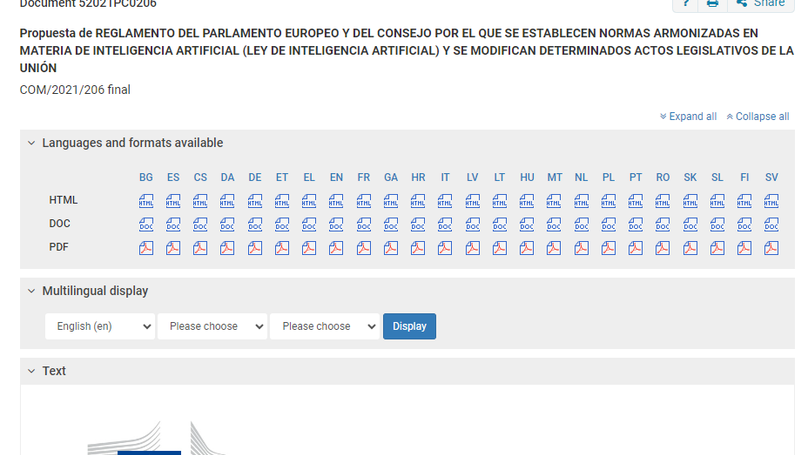 Document 52021PC0206
? Share
Propuesta de REGLAMENTO DEL PARLAMENTO EUROPEO Y DEL CONSEJO POR EL QUE SE ESTABLECEN NORMAS ARMONIZADAS EN
MATERIA DE INTELIGENCIA ARTIFICIAL (LEY DE INTELIGENCIA ARTIFICIAL) Y SE MODIFICAN DETERMINADOS ACTOS LEGISLATIVOS DE LA
UNIÓN
COM/2021/206 final
Expand all Collapse all
Languages and formats available
BG ES CS DA DE ET EL EN FR GA HR IT LV LT HU MT NL PL PT RO SK SL FI SV
HTML HTML HTML HTML HTML HTML HTML HTML HTML HTML HTML HTML HTML HTML HTML HTML HTML HTML HTML HTML HTML HTML HTML HTML HTML
DOC DOC DOC DOC DOC DOC DOC DOC DOC DOC DOC DOC DOC DOC DOC DOC DOC DOC DOC DOC DOC DOC DOC DOC DOC
PDF
Multilingual display
English (en) Please choose Please choose Display
Text